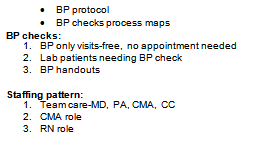 • BP protocol
• BP checks process maps
BP checks:
1. BP only visits-free, no appointment needed
2. Lab patients needing BP check
3. BP handouts
Staffing pattern:
1. Team care-MD, PA, CMA, CC
2. CMA role
3. RN role